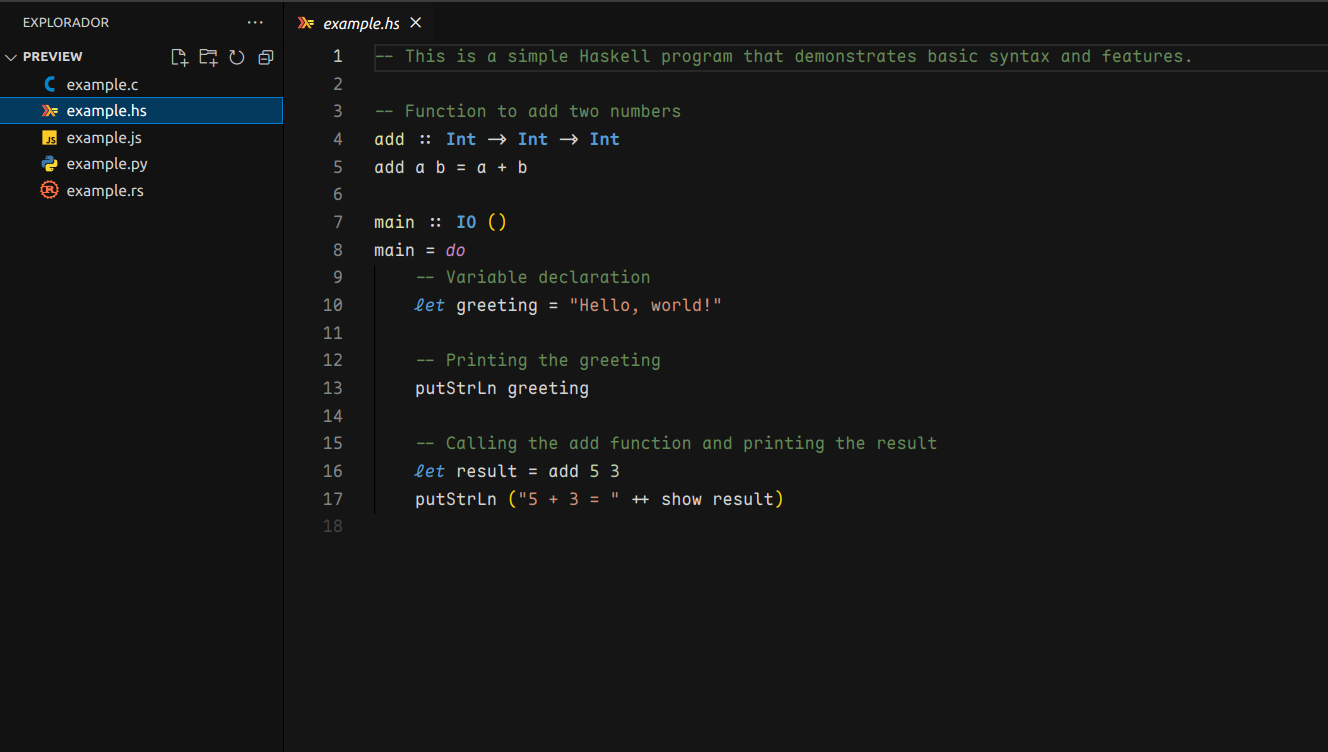 EXPLORADOR
PREVIEW
example.c
example.hs
example.js
example.py
example.rs
example.hs
1 -- This is a simple Haskell program that demonstrates basic syntax and features.
2
3 -- Function to add two numbers
4 add :: Int -> Int -> Int
5 add a b = a + b
6
7 main :: IO ()
8 main = do
9     -- Variable declaration
10     let greeting = "Hello, world!"
11
12     -- Printing the greeting
13     putStrLn greeting
14
15     -- Calling the add function and printing the result
16     let result = add 5 3
17     putStrLn ("5 + 3 = " ++ show result)
18